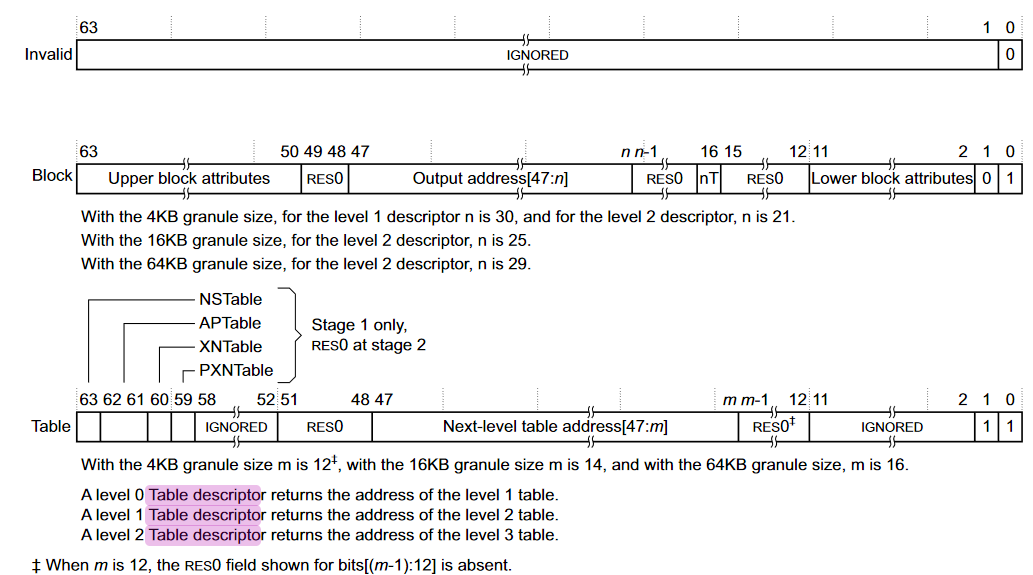 63 1 0
Invalid IGNORED 0
63 50 49 48 47 n n-1 16 15 12 11 2 1 0
Block Upper block attributes RES0 Output address[47:n] RES0 nT RES0 Lower block attributes 0 1
With the 4KB granule size, for the level 1 descriptor n is 30, and for the level 2 descriptor, n is 21.
With the 16KB granule size, for the level 2 descriptor, n is 25.
With the 64KB granule size, for the level 2 descriptor, n is 29.
NSTable
APTable
XNTable
PXNTable
Stage 1 only,
RES0 at stage 2
63 62 61 60 59 58 52 51 48 47 m m-1 12 11 2 1 0
Table IGNORED RES0 Next-level table address[47:m] RES0‡ IGNORED 1 1
With the 4KB granule size m is 12‡, with the 16KB granule size m is 14, and with the 64KB granule size, m is 16.
A level 0 Table descriptor returns the address of the level 1 table.
A level 1 Table descriptor returns the address of the level 2 table.
A level 2 Table descriptor returns the address of the level 3 table.
‡ When m is 12, the RES0 field shown for bits[(m-1):12] is absent.